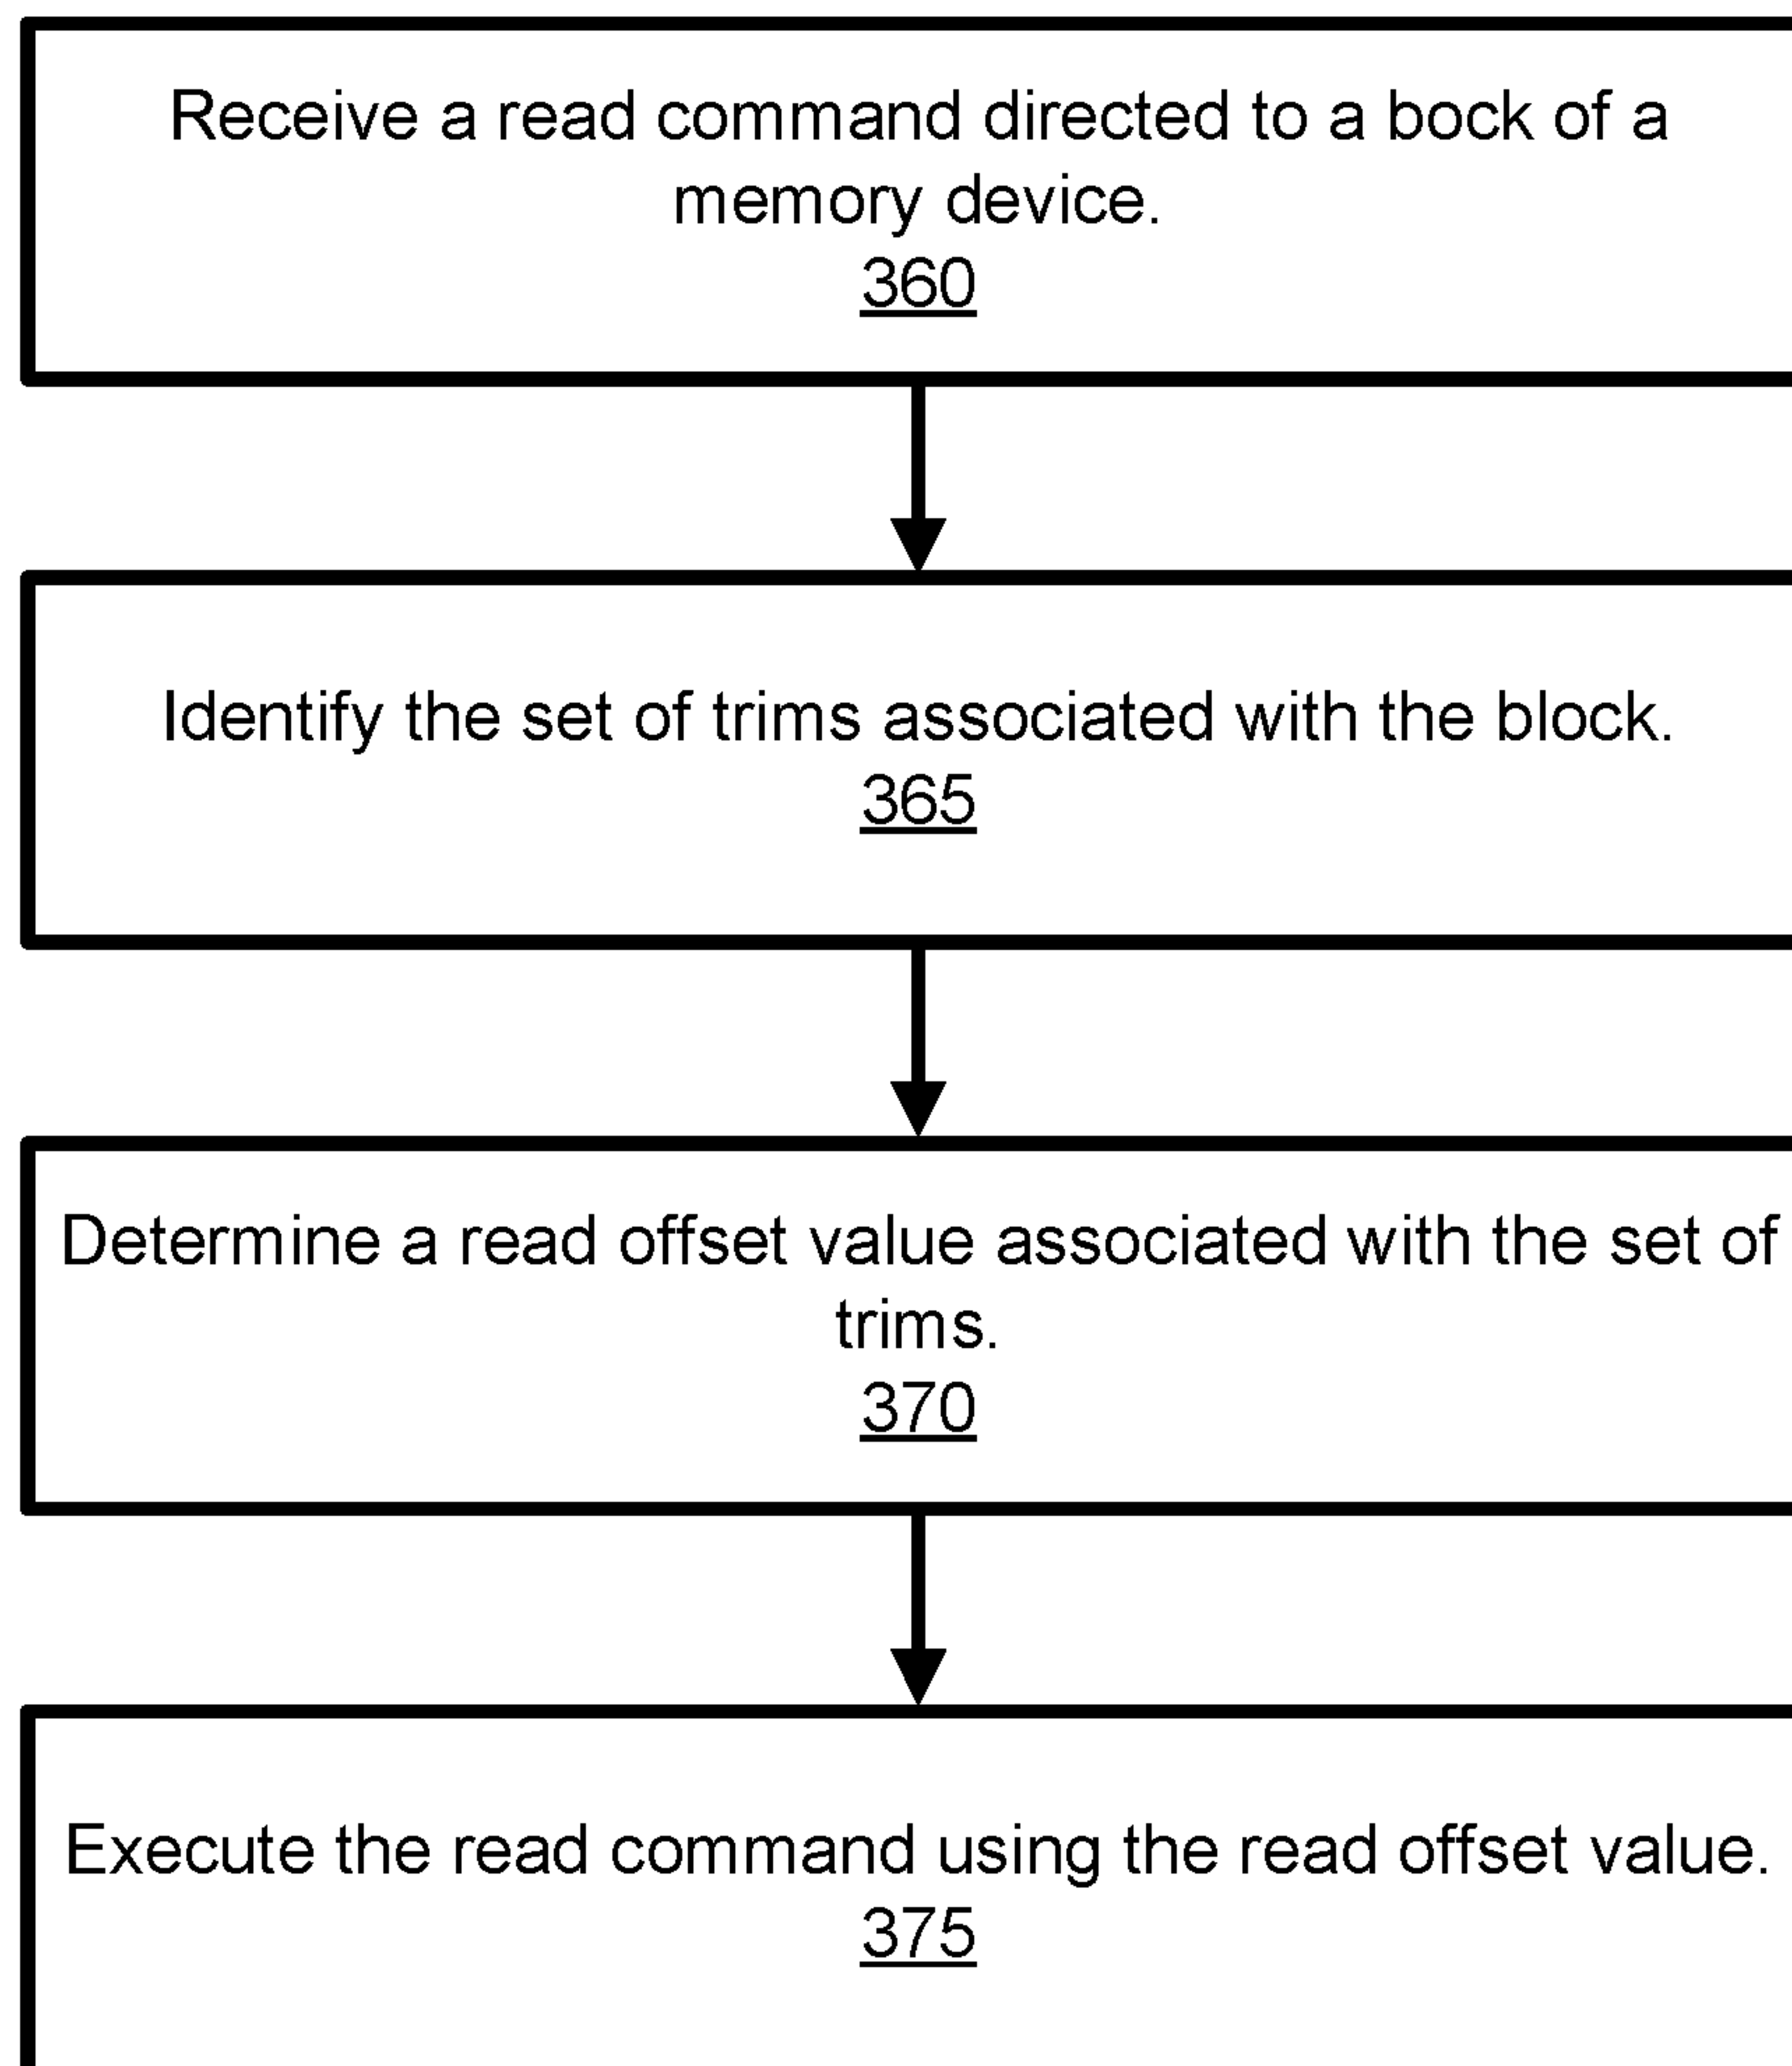 Receive a read command directed to a bock of a
memory device.
360
Identify the set of trims associated with the block.
365
Determine a read offset value associated with the set of
trims.
370
Execute the read command using the read offset value.
375